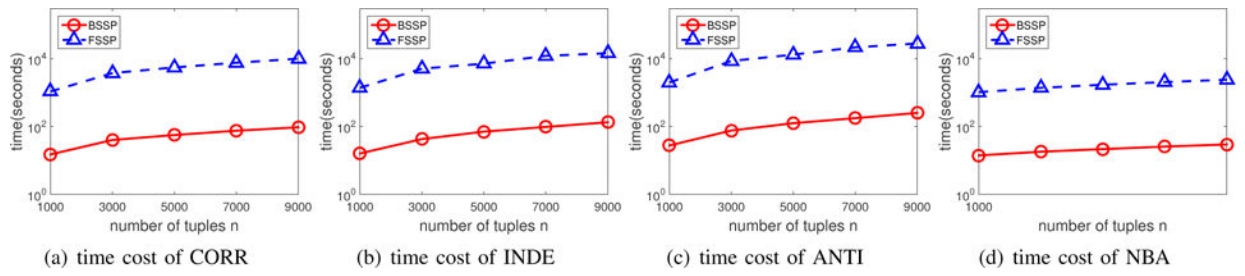 BSSP
FSSP
10^4
10^2
10^0
time(seconds)
1000 3000 5000 7000 9000
number of tuples n
(a) time cost of CORR
BSSP
FSSP
10^4
10^2
10^0
time(seconds)
1000 3000 5000 7000 9000
number of tuples n
(b) time cost of INDE
BSSP
FSSP
10^4
10^2
10^0
time(seconds)
1000 3000 5000 7000 9000
number of tuples n
(c) time cost of ANTI
BSSP
FSSP
10^4
10^2
10^0
time(seconds)
1000
number of tuples n
(d) time cost of NBA